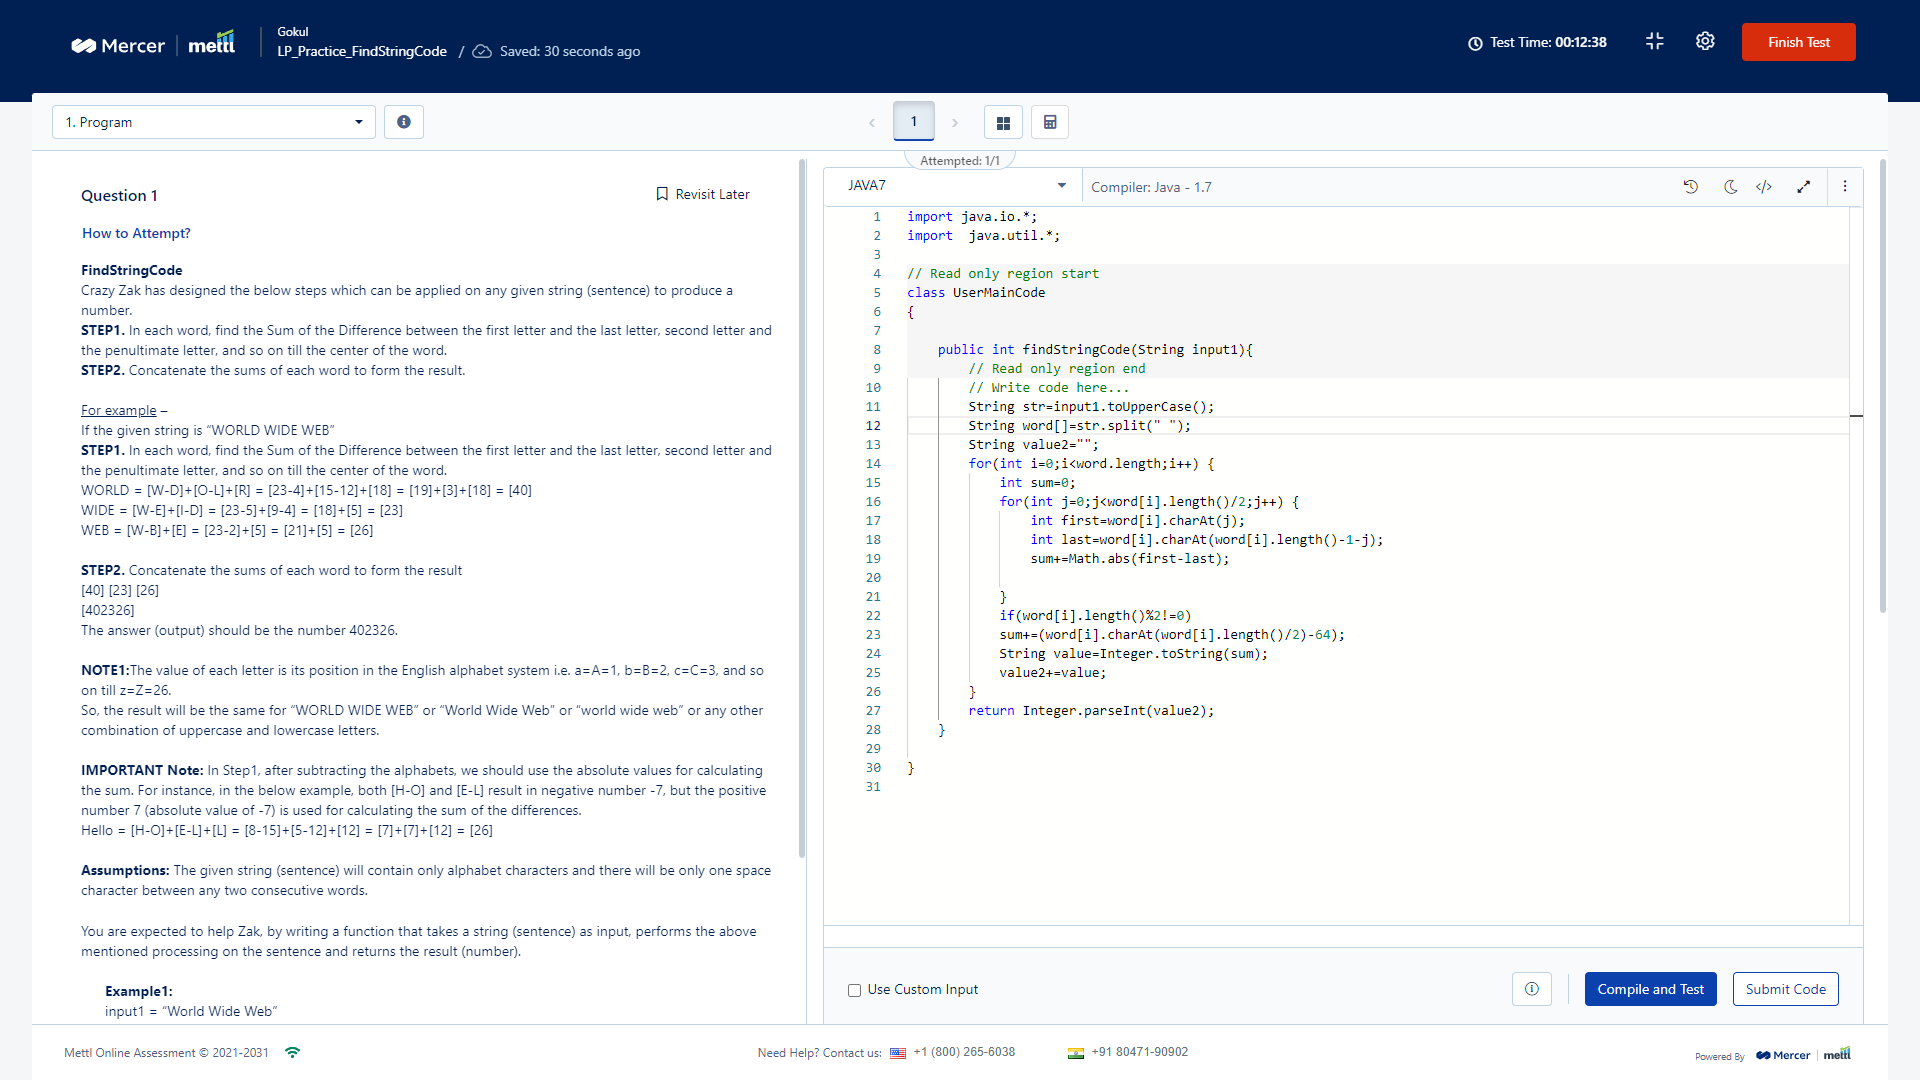 Mercer | mettl
Gokul
LP_Practice_FindStringCode / Saved: 30 seconds ago
Test Time: 00:12:38
Finish Test
1. Program
1
Attempted: 1/1
Question 1
Revisit Later
How to Attempt?
FindStringCode
Crazy Zak has designed the below steps which can be applied on any given string (sentence) to produce a
number.
STEP1. In each word, find the Sum of the Difference between the first letter and the last letter, second letter and
the penultimate letter, and so on till the center of the word.
STEP2. Concatenate the sums of each word to form the result.
For example –
If the given string is “WORLD WIDE WEB”
STEP1. In each word, find the Sum of the Difference between the first letter and the last letter, second letter and
the penultimate letter, and so on till the center of the word.
WORLD = [W-D]+[O-L]+[R] = [23-4]+[15-12]+[18] = [19]+[3]+[18] = [40]
WIDE = [W-E]+[I-D] = [23-5]+[9-4] = [18]+[5] = [23]
WEB = [W-B]+[E] = [23-2]+[5] = [21]+[5] = [26]
STEP2. Concatenate the sums of each word to form the result
[40] [23] [26]
[402326]
The answer (output) should be the number 402326.
NOTE1:The value of each letter is its position in the English alphabet system i.e. a=A=1, b=B=2, c=C=3, and so
on till z=Z=26.
So, the result will be the same for “WORLD WIDE WEB” or “World Wide Web” or “world wide web” or any other
combination of uppercase and lowercase letters.
IMPORTANT Note: In Step1, after subtracting the alphabets, we should use the absolute values for calculating
the sum. For instance, in the below example, both [H-O] and [E-L] result in negative number -7, but the positive
number 7 (absolute value of -7) is used for calculating the sum of the differences.
Hello = [H-O]+[E-L]+[L] = [8-15]+[5-12]+[12] = [7]+[7]+[12] = [26]
Assumptions: The given string (sentence) will contain only alphabet characters and there will be only one space
character between any two consecutive words.
You are expected to help Zak, by writing a function that takes a string (sentence) as input, performs the above
mentioned processing on the sentence and returns the result (number).
Example1:
input1 = “World Wide Web”
JAVA7
Compiler: Java - 1.7
1 import java.io.*;
2 import  java.util.*;
3
4 // Read only region start
5 class UserMainCode
6 {
7
8     public int findStringCode(String input1){
9         // Read only region end
10         // Write code here...
11         String str=input1.toUpperCase();
12         String word[]=str.split(" ");
13         String value2="";
14         for(int i=0;i<word.length;i++) {
15             int sum=0;
16             for(int j=0;j<word[i].length()/2;j++) {
17                 int first=word[i].charAt(j);
18                 int last=word[i].charAt(word[i].length()-1-j);
19                 sum+=Math.abs(first-last);
20
21             }
22             if(word[i].length()%2!=0)
23             sum+=(word[i].charAt(word[i].length()/2)-64);
24             String value=Integer.toString(sum);
25             value2+=value;
26         }
27         return Integer.parseInt(value2);
28     }
29
30 }
31
Use Custom Input
Compile and Test
Submit Code
Mettl Online Assessment © 2021-2031
Need Help? Contact us: +1 (800) 265-6038
+91 80471-90902
Powered By Mercer | mettl